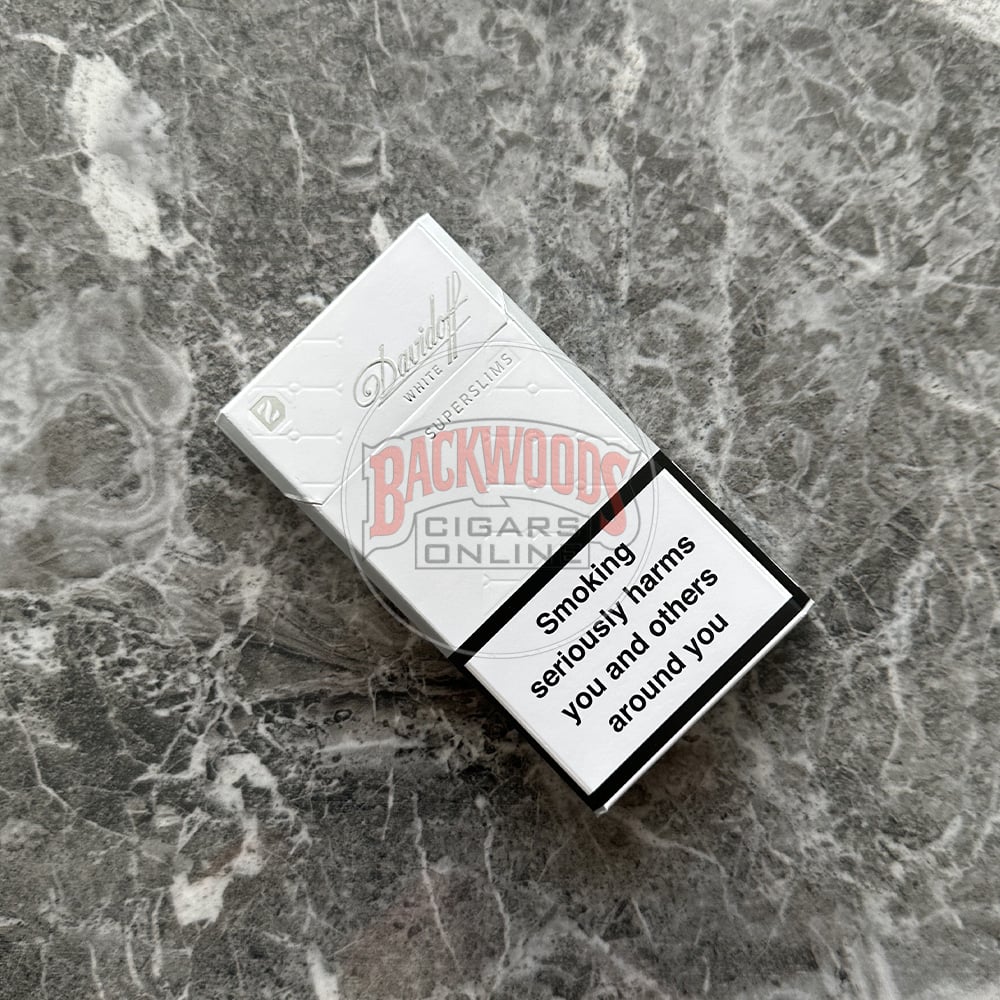 Davidoff
WHITE
SUPERSLIMS
BACKWOODS
CIGARS
ONLINE
Smoking
seriously harms
you and others
around you